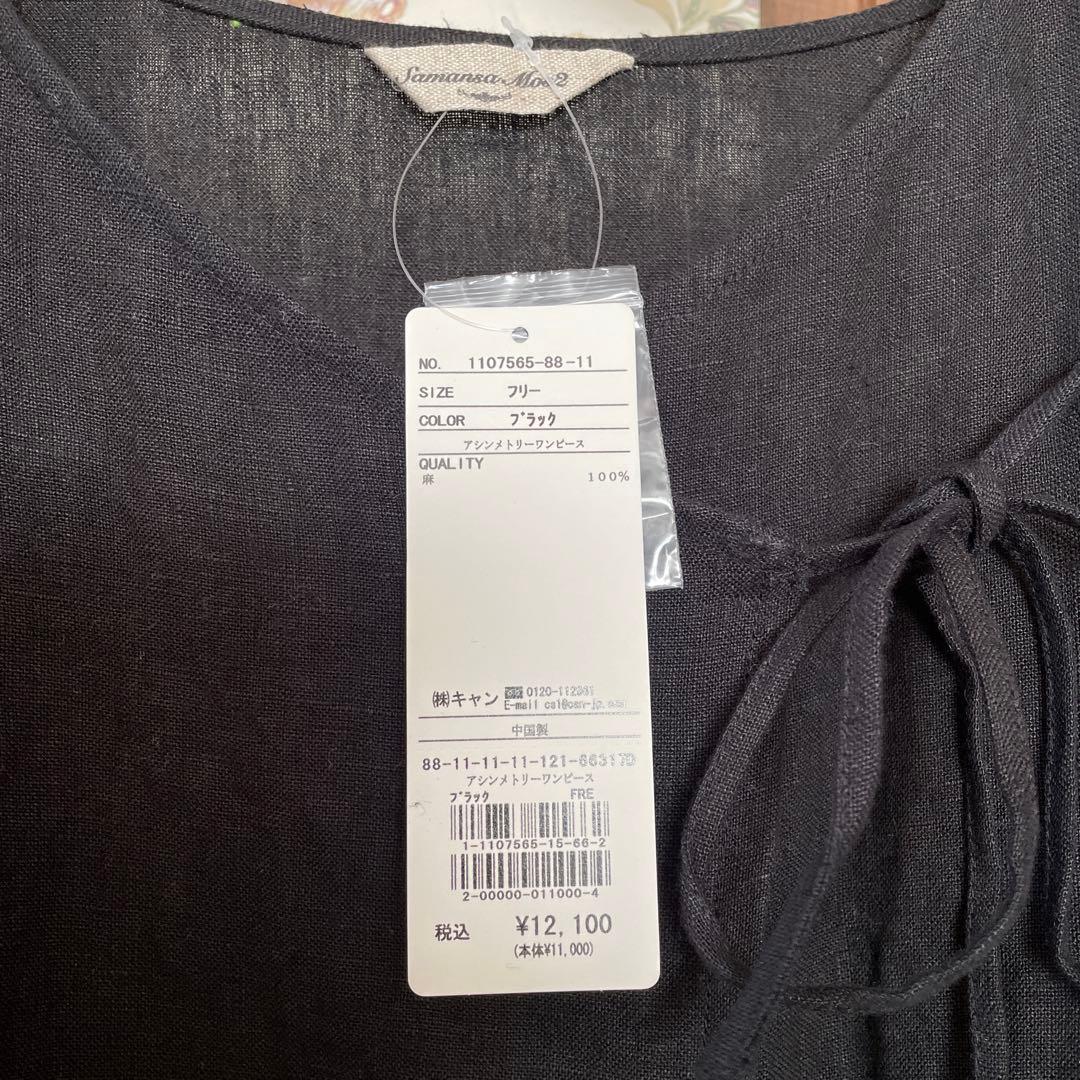 Samansa Mos2
NO. 1107565-88-11
SIZE フリー
COLOR ブラック
アシンメトリーワンピース
QUALITY
麻 100%
㈱キャン 0120-112961
E-mail
中国製
88-11-11-11-121-66317D
アシンメトリーワンピース
ブラック FRE
1-1107565-15-66-2
2-00000-011000-4
税込 ¥12,100
(本体¥11,000)